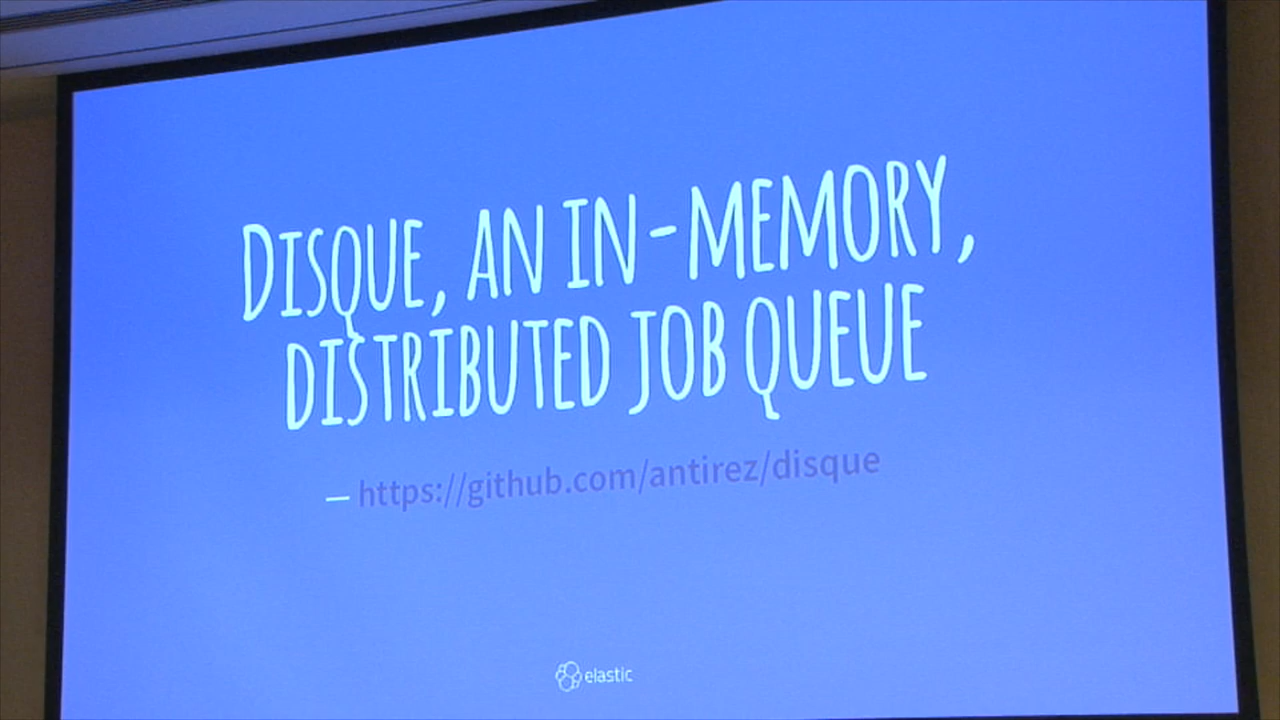 DISQUE, AN IN-MEMORY,
DISTRIBUTED JOB QUEUE
— https://github.com/antirez/disque
elastic